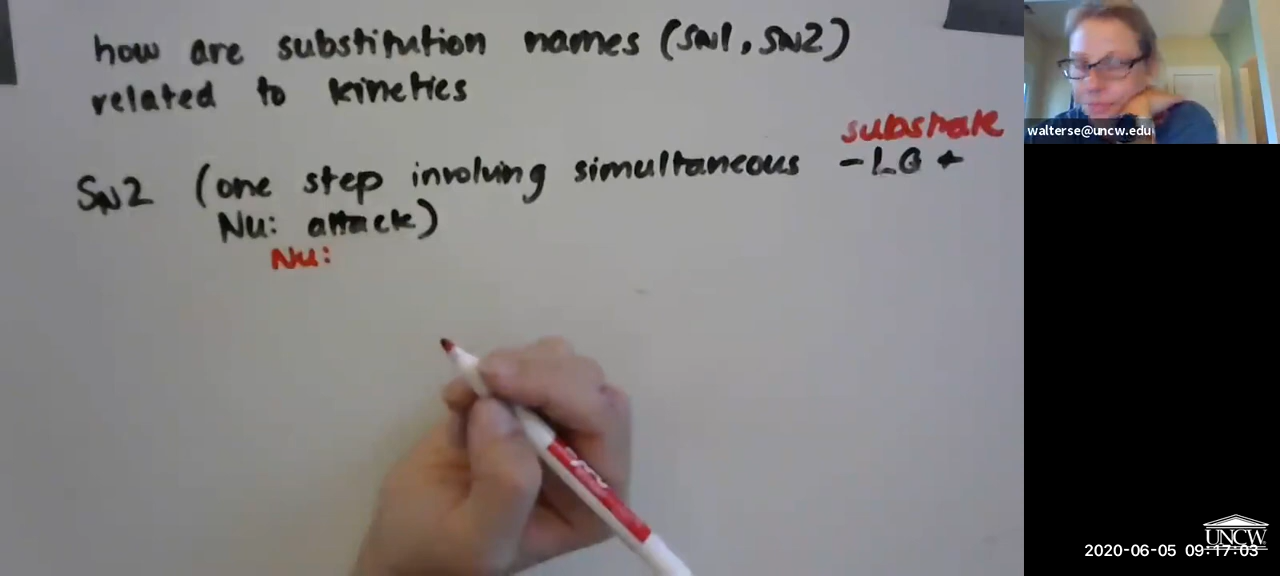 how are substitution names (SN1, SN2)
related to kinetics
substrate
SN2 (one step involving simultaneous -LG +
Nu: attack)
Nu:
walterse@uncw.edu
UNCW
2020-06-05 09:17:03